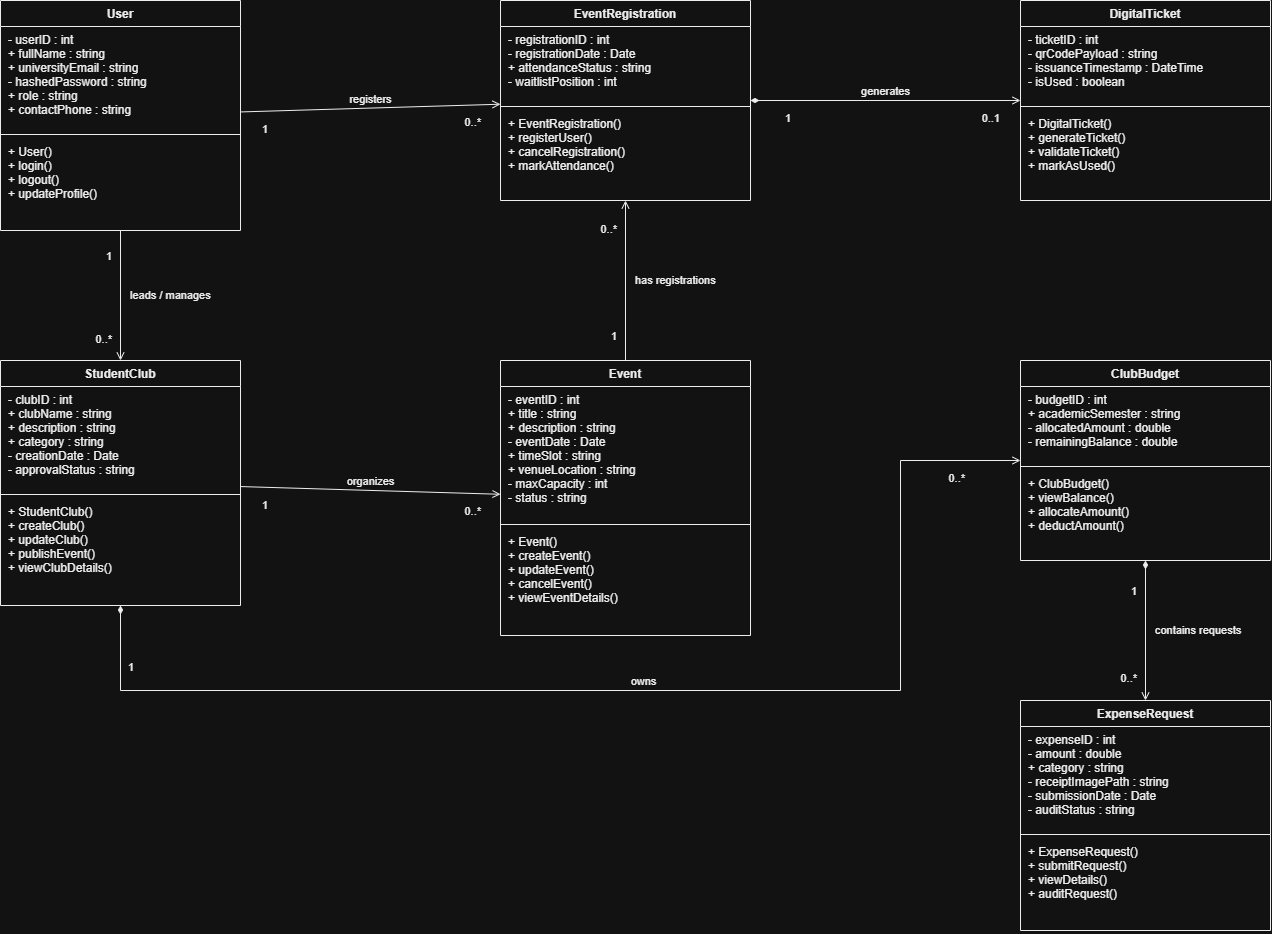 User
- userID : int
+ fullName : string
+ universityEmail : string
- hashedPassword : string
+ role : string
+ contactPhone : string
+ User()
+ login()
+ logout()
+ updateProfile()
registers
1
0..*
EventRegistration
- registrationID : int
- registrationDate : Date
+ attendanceStatus : string
- waitlistPosition : int
+ EventRegistration()
+ registerUser()
+ cancelRegistration()
+ markAttendance()
generates
1
0..1
DigitalTicket
- ticketID : int
- qrCodePayload : string
- issuanceTimestamp : DateTime
- isUsed : boolean
+ DigitalTicket()
+ generateTicket()
+ validateTicket()
+ markAsUsed()
1
leads / manages
0..*
0..*
has registrations
1
StudentClub
- clubID : int
+ clubName : string
+ description : string
+ category : string
- creationDate : Date
- approvalStatus : string
+ StudentClub()
+ createClub()
+ updateClub()
+ publishEvent()
+ viewClubDetails()
organizes
1
0..*
Event
- eventID : int
+ title : string
+ description : string
- eventDate : Date
+ timeSlot : string
+ venueLocation : string
- maxCapacity : int
- status : string
+ Event()
+ createEvent()
+ updateEvent()
+ cancelEvent()
+ viewEventDetails()
1
owns
0..*
ClubBudget
- budgetID : int
+ academicSemester : string
- allocatedAmount : double
- remainingBalance : double
+ ClubBudget()
+ viewBalance()
+ allocateAmount()
+ deductAmount()
1
contains requests
0..*
ExpenseRequest
- expenseID : int
- amount : double
+ category : string
- receiptImagePath : string
- submissionDate : Date
- auditStatus : string
+ ExpenseRequest()
+ submitRequest()
+ viewDetails()
+ auditRequest()